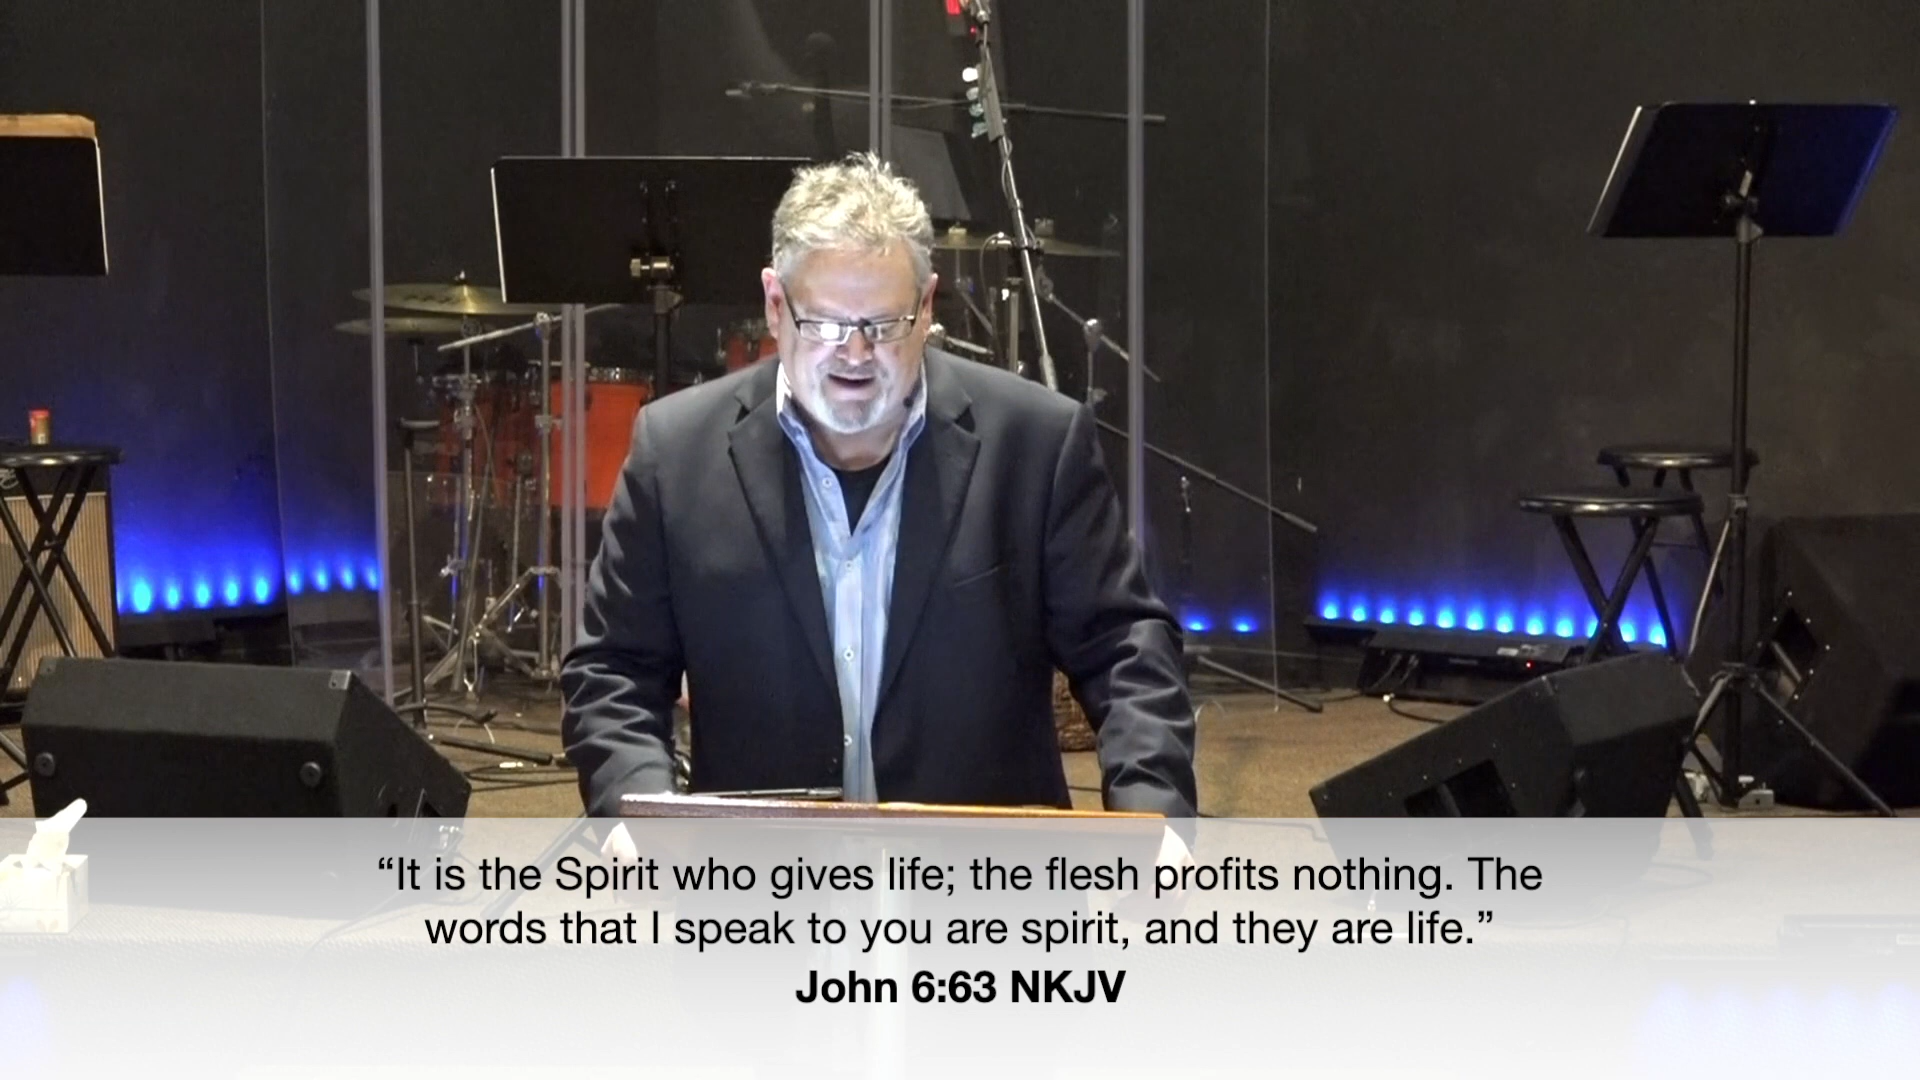 “It is the Spirit who gives life; the flesh profits nothing. The
words that I speak to you are spirit, and they are life.”
John 6:63 NKJV